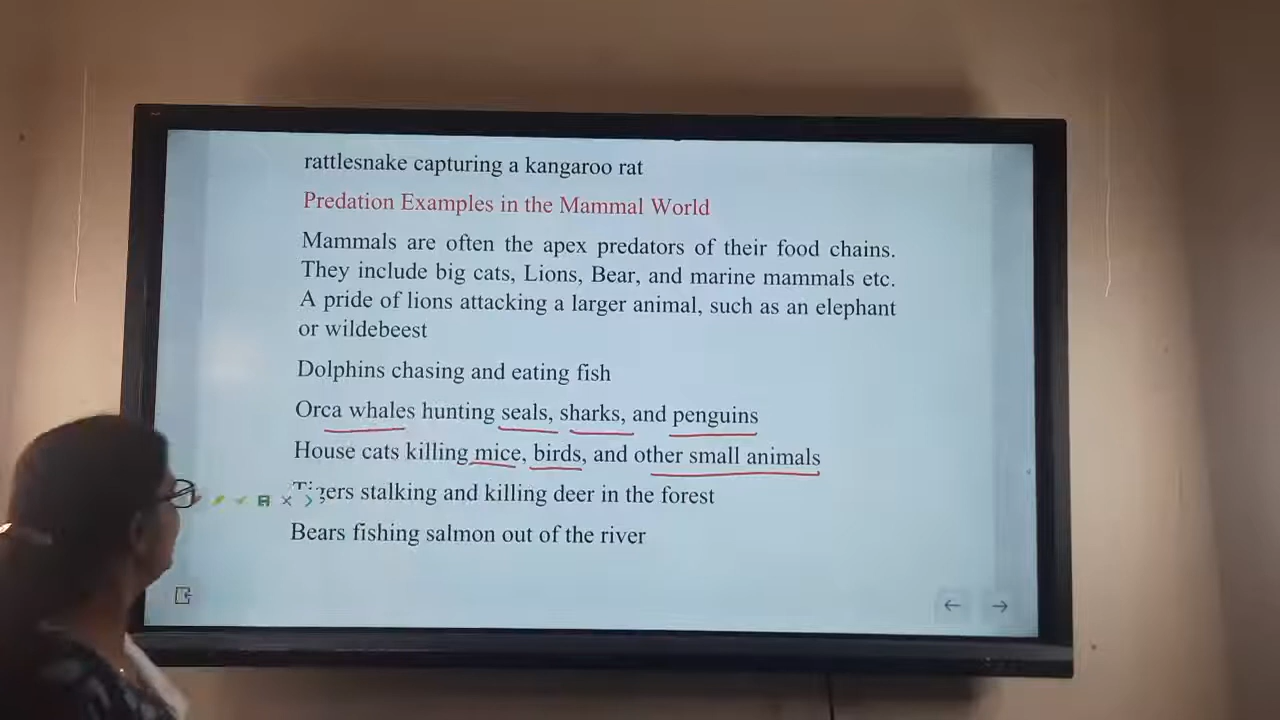 rattlesnake capturing a kangaroo rat
Predation Examples in the Mammal World
Mammals are often the apex predators of their food chains.
They include big cats, Lions, Bear, and marine mammals etc.
A pride of lions attacking a larger animal, such as an elephant
or wildebeest
Dolphins chasing and eating fish
Orca whales hunting seals, sharks, and penguins
House cats killing mice, birds, and other small animals
Tigers stalking and killing deer in the forest
Bears fishing salmon out of the river